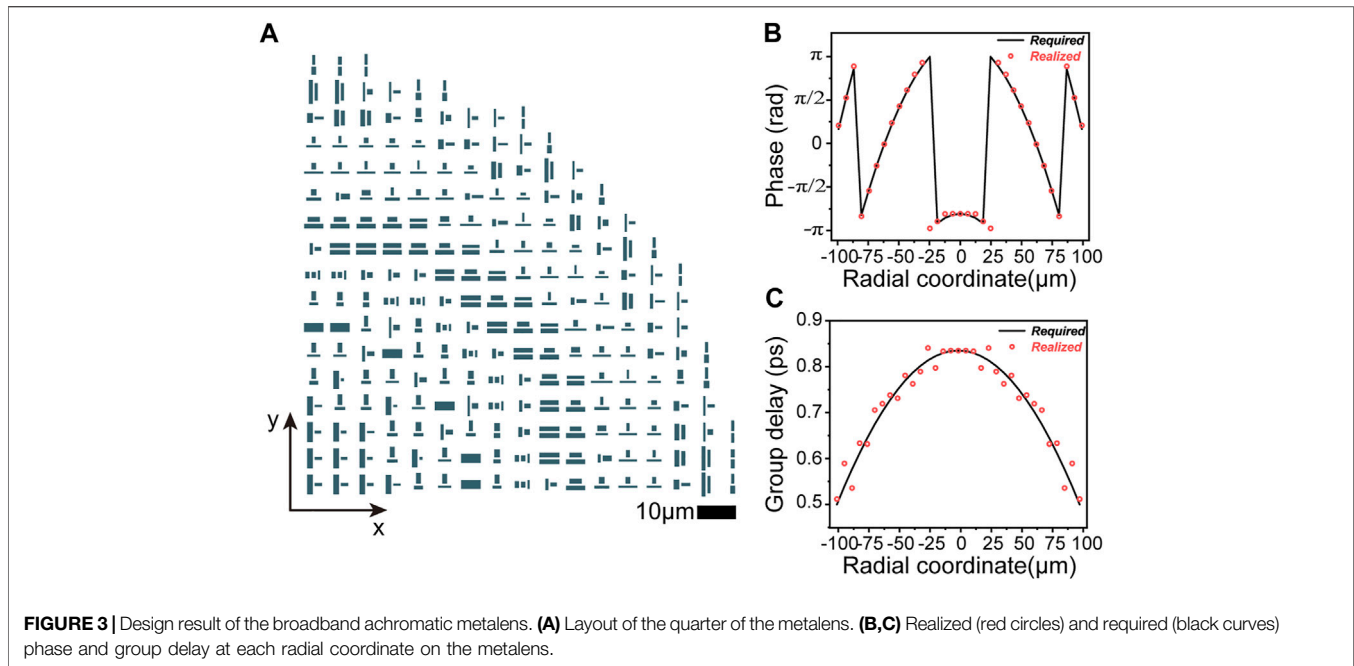 A
y
x
10μm
B
Required
Realized
Phase (rad)
π
π/2
0
-π/2
-π
-100 -75 -50 -25 0 25 50 75 100
Radial coordinate(μm)
C
Required
Realized
Group delay (ps)
0.9
0.8
0.7
0.6
0.5
-100 -75 -50 -25 0 25 50 75 100
Radial coordinate(μm)
FIGURE 3 | Design result of the broadband achromatic metalens. (A) Layout of the quarter of the metalens. (B,C) Realized (red circles) and required (black curves)
phase and group delay at each radial coordinate on the metalens.